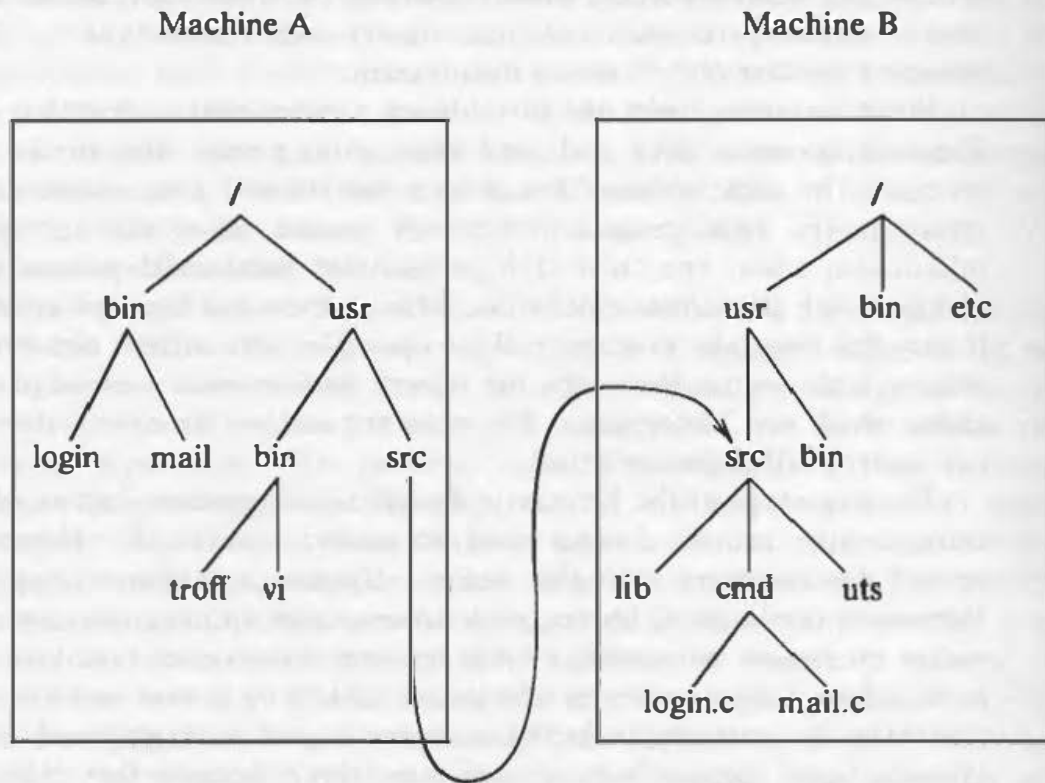 Machine A
Machine B
/
/
bin usr
usr bin etc
login mail bin src
src bin
troff vi
lib cmd uts
login.c mail.c